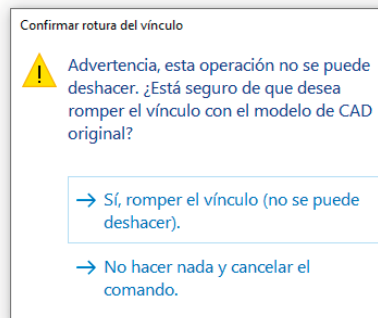 Confirmar rotura del vínculo
Advertencia, esta operación no se puede
deshacer. ¿Está seguro de que desea
romper el vínculo con el modelo de CAD
original?
Sí, romper el vínculo (no se puede
deshacer).
No hacer nada y cancelar el
comando.